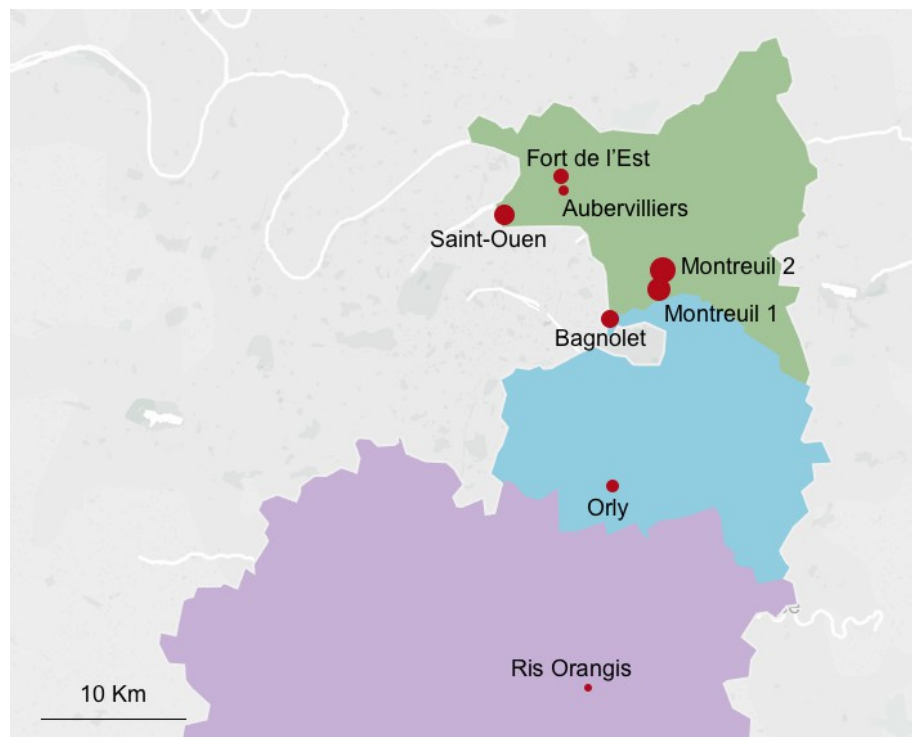 Fort de l'Est
Aubervilliers
Saint-Ouen
Montreuil 2
Montreuil 1
Bagnolet
Orly
Ris Orangis
10 Km